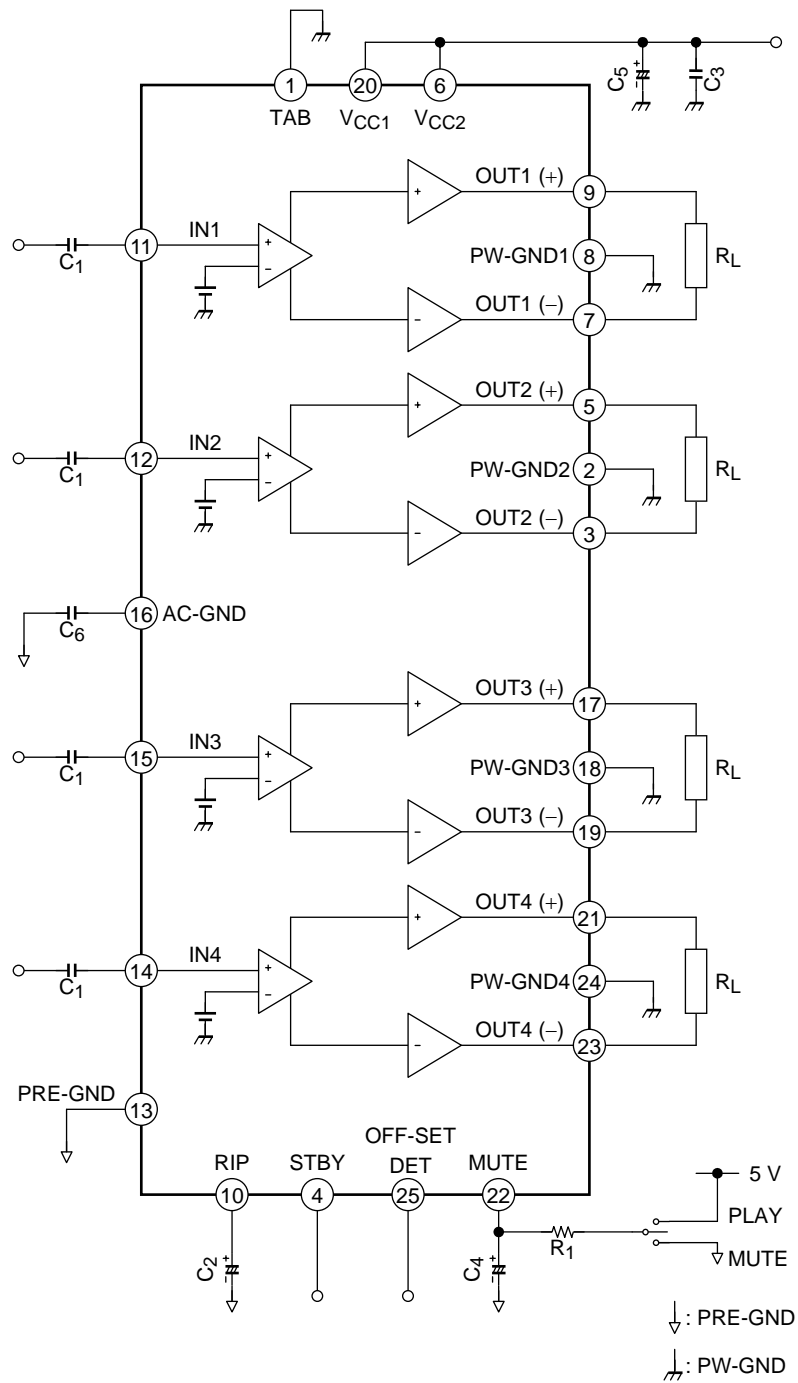 1 20 6
TAB VCC1 VCC2
C5 + - C3
OUT1 (+) 9
C1 11 IN1 + - +
PW-GND1 8 RL
OUT1 (−) 7 -
OUT2 (+) 5
C1 12 IN2 + - +
PW-GND2 2 RL
OUT2 (−) 3 -
C6 16 AC-GND
OUT3 (+) 17
C1 15 IN3 + - +
PW-GND3 18 RL
OUT3 (−) 19 -
OUT4 (+) 21
C1 14 IN4 + - +
PW-GND4 24 RL
OUT4 (−) 23 -
PRE-GND 13
OFF-SET
RIP STBY DET MUTE
10 4 25 22
5 V
PLAY
R1
MUTE
C2 + - C4 + -
: PRE-GND
: PW-GND